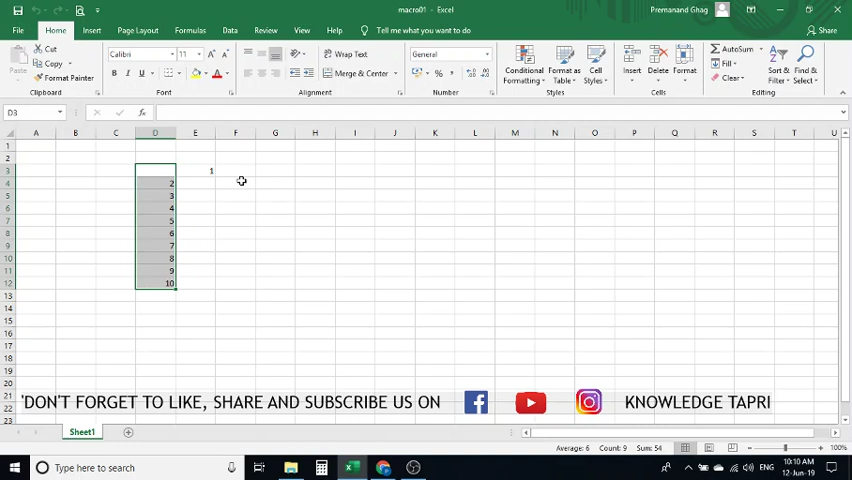 macro01 - Excel
Premanand Ghag
File Home Insert Page Layout Formulas Data Review View Help Tell me what you want to do Share
Cut
Copy
Format Painter
Paste
Clipboard
Calibri 11
Font
Wrap Text
Merge & Center
Alignment
General
Number
Conditional Formatting
Format as Table
Cell Styles
Styles
Insert Delete Format
Cells
AutoSum
Fill
Clear
Sort & Filter
Find & Select
Editing
D3
A B C D E F G H I J K L M N O P Q R S T U
1
2
3 1
4 2
5 3
6 4
7 5
8 6
9 7
10 8
11 9
12 10
13
14
15
16
17
18
19
20
21
22
23
'DON'T FORGET TO LIKE, SHARE AND SUBSCRIBE US ON KNOWLEDGE TAPRI
Sheet1
Average: 6 Count: 9 Sum: 54 100%
Type here to search
ENG
10:10 AM
12-Jun-19